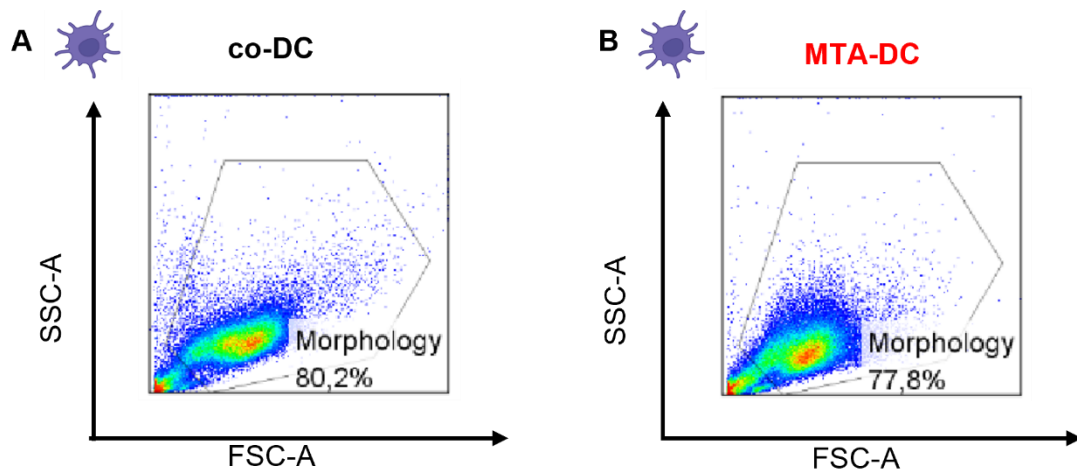 A
co-DC
SSC-A
Morphology
80,2%
FSC-A
B
MTA-DC
SSC-A
Morphology
77,8%
FSC-A